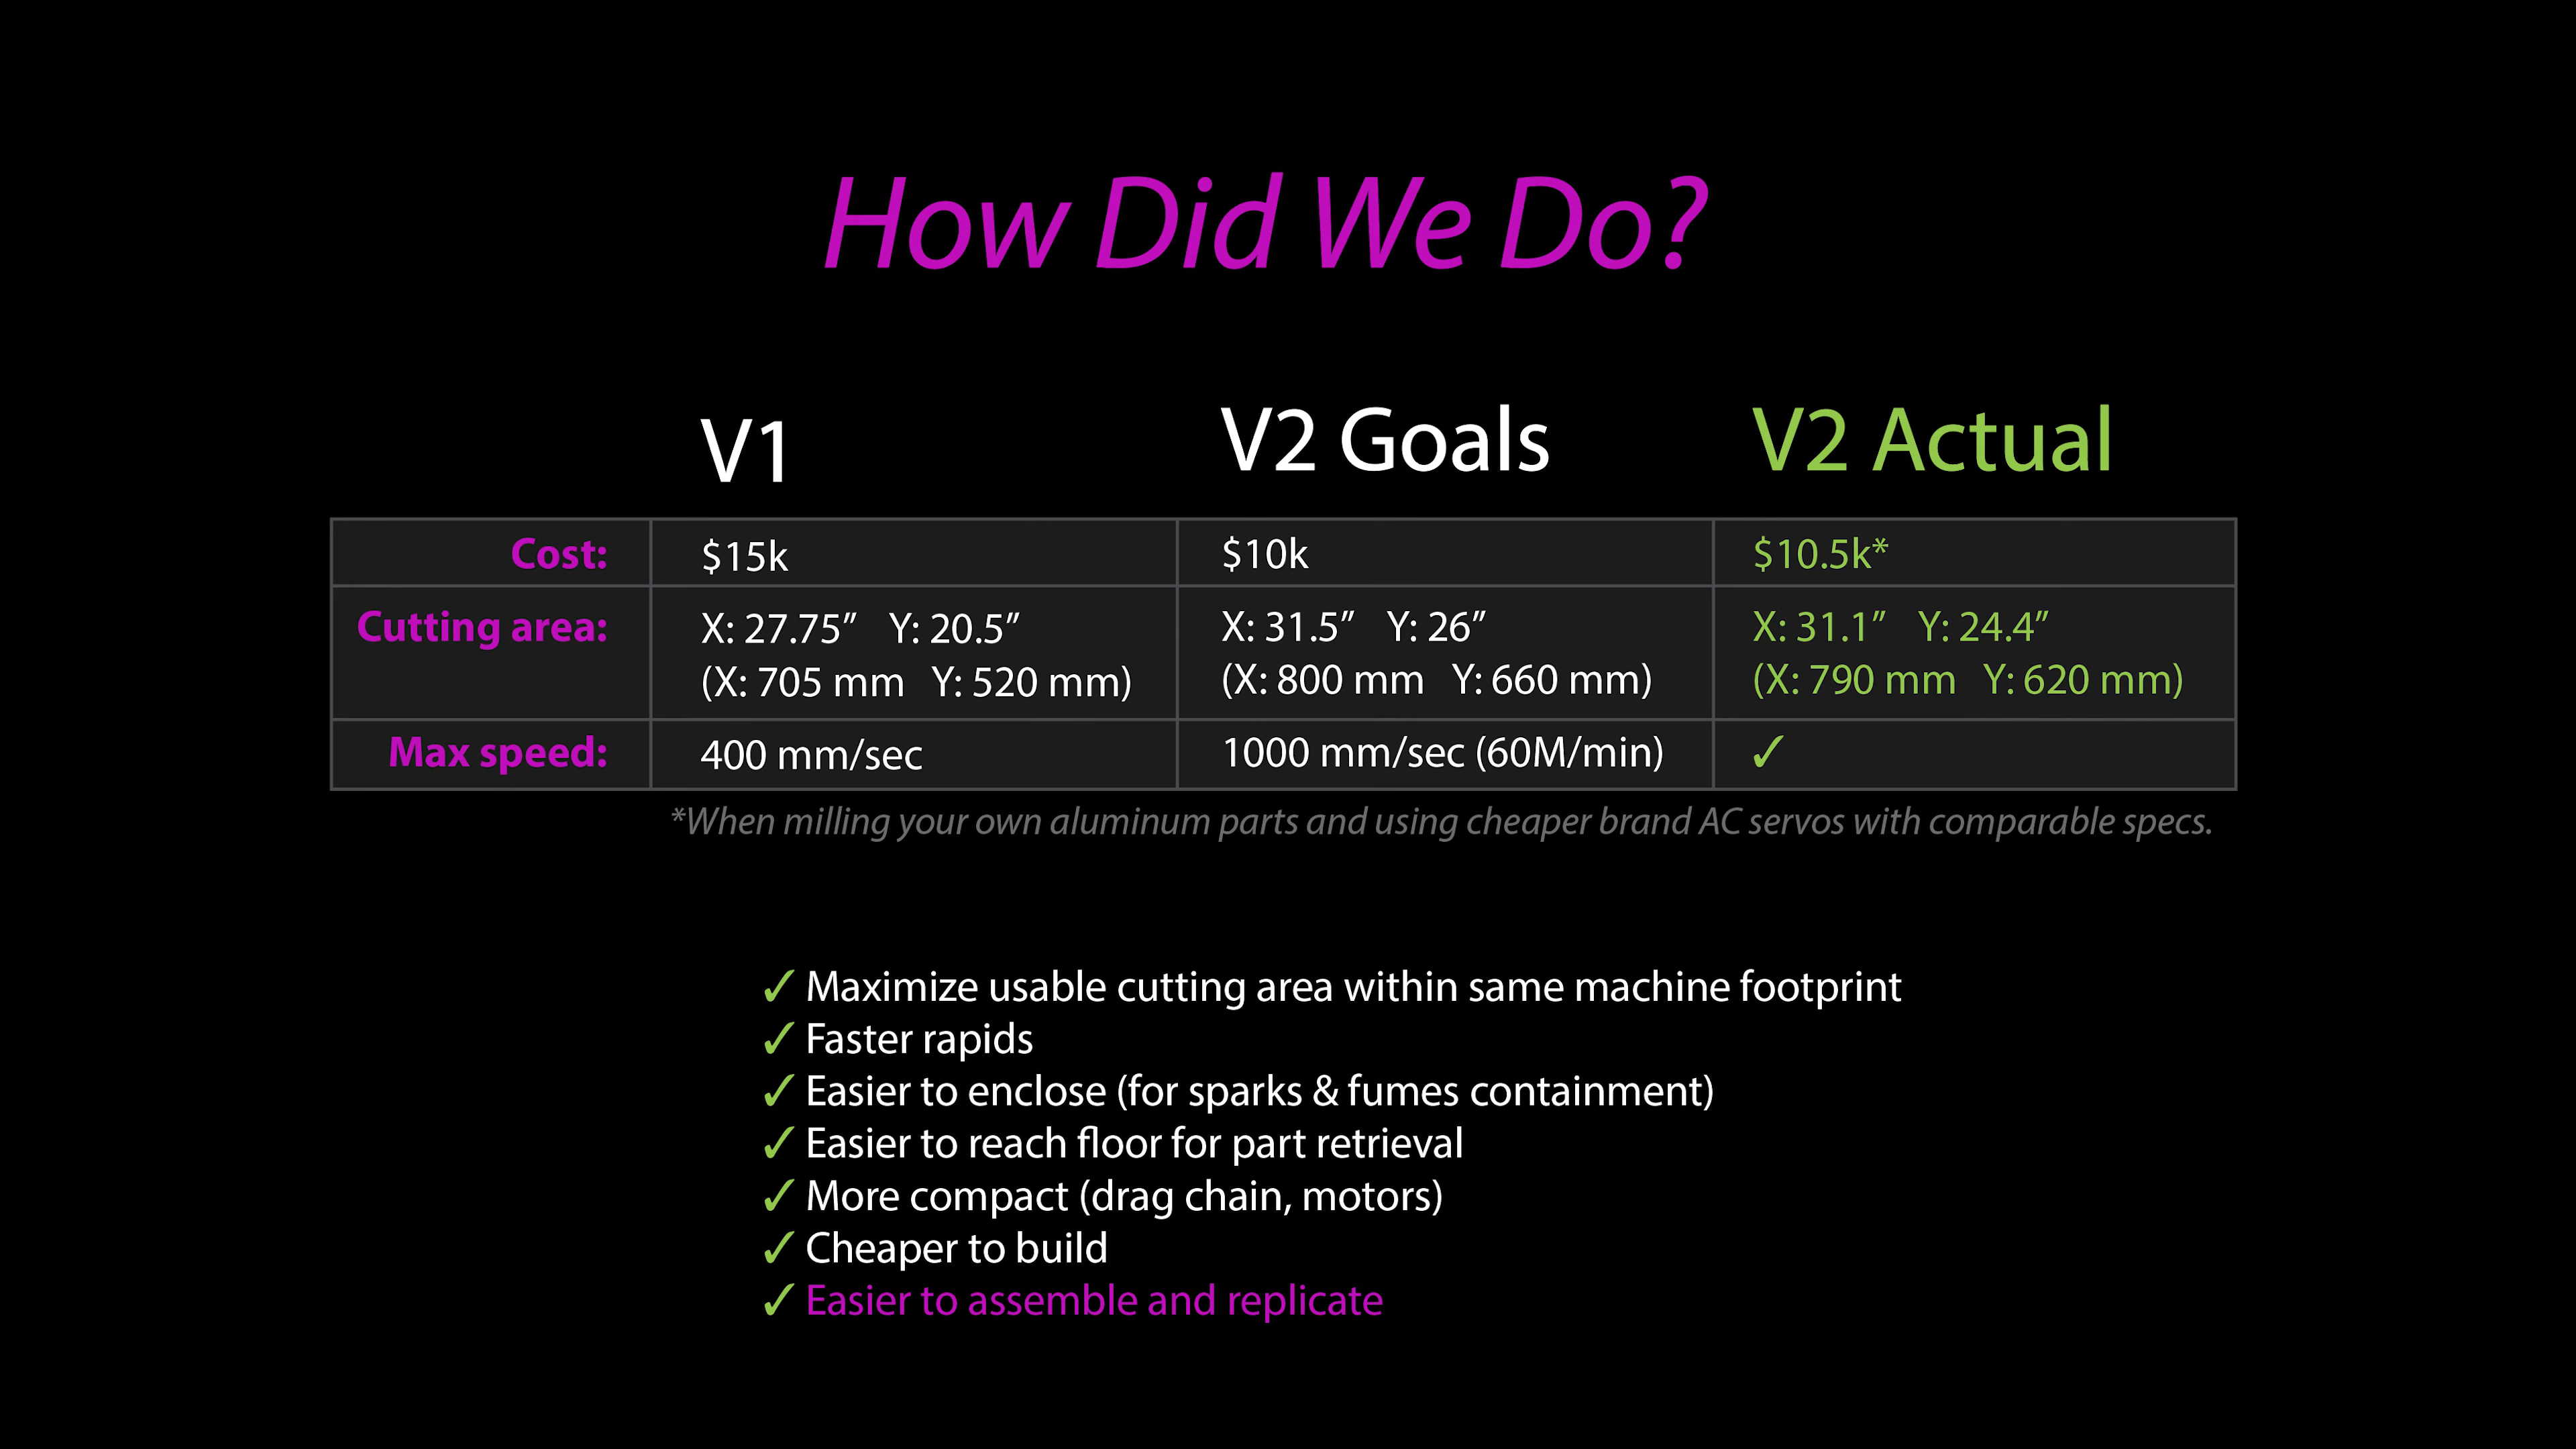 How Did We Do?
V1 V2 Goals V2 Actual
Cost: $15k $10k $10.5k*
Cutting area: X: 27.75” Y: 20.5” X: 31.5” Y: 26” X: 31.1” Y: 24.4”
(X: 705 mm Y: 520 mm) (X: 800 mm Y: 660 mm) (X: 790 mm Y: 620 mm)
Max speed: 400 mm/sec 1000 mm/sec (60M/min) ✓
*When milling your own aluminum parts and using cheaper brand AC servos with comparable specs.
✓ Maximize usable cutting area within same machine footprint
✓ Faster rapids
✓ Easier to enclose (for sparks & fumes containment)
✓ Easier to reach floor for part retrieval
✓ More compact (drag chain, motors)
✓ Cheaper to build
✓ Easier to assemble and replicate